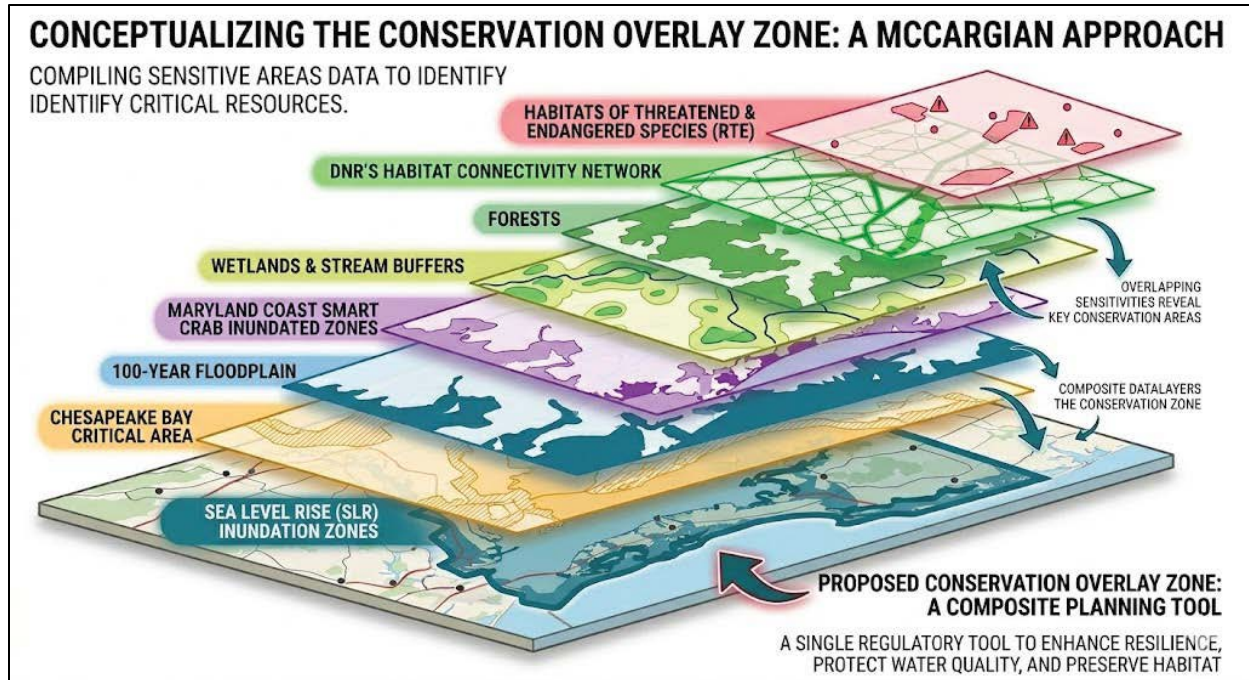 CONCEPTUALIZING THE CONSERVATION OVERLAY ZONE: A MCCARGIAN APPROACH
COMPILING SENSITIVE AREAS DATA TO IDENTIFY
IDENTIIFY CRITICAL RESOURCES.
HABITATS OF THREATENED &
ENDANGERED SPECIES (RTE)
DNR'S HABITAT CONNECTIVITY NETWORK
FORESTS
WETLANDS & STREAM BUFFERS
MARYLAND COAST SMART
CRAB INUNDATED ZONES
100-YEAR FLOODPLAIN
CHESAPEAKE BAY
CRITICAL AREA
SEA LEVEL RISE (SLR)
INUNDATION ZONES
OVERLAPPING
SENSITIVITIES REVEAL
KEY CONSERVATION AREAS
COMPOSITE DATALAYERS
THE CONSERVATION ZONE
PROPOSED CONSERVATION OVERLAY ZONE:
A COMPOSITE PLANNING TOOL
A SINGLE REGULATORY TOOL TO ENHANCE RESILIENCE,
PROTECT WATER QUALITY, AND PRESERVE HABITAT